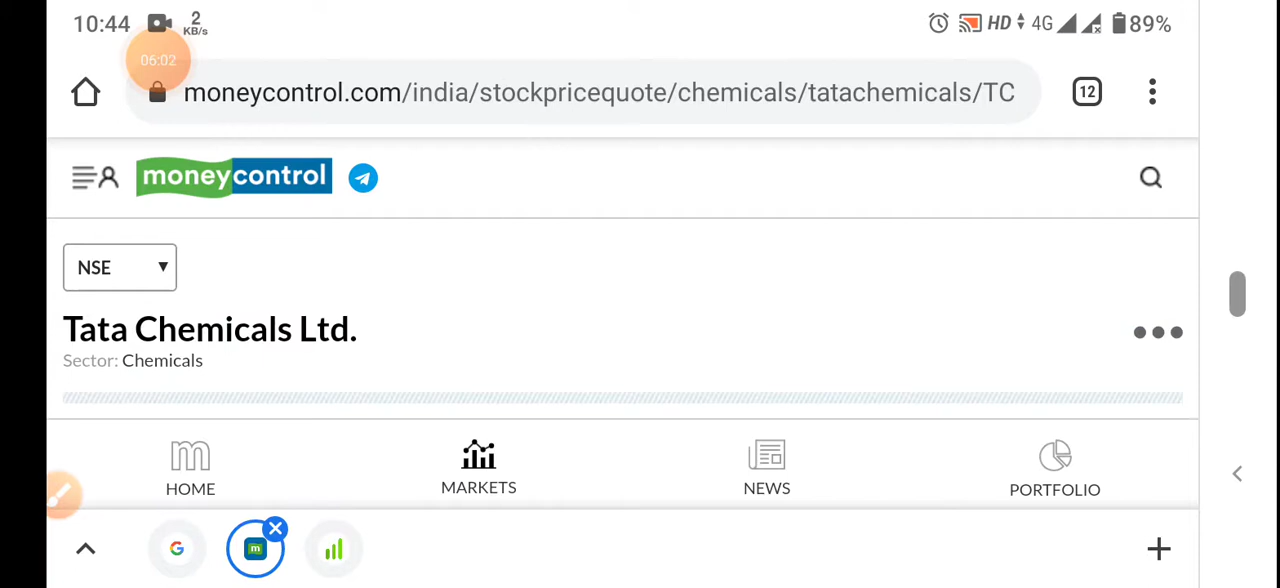 10:44 2 KB/s HD 4G 89%
06:02
moneycontrol.com/india/stockpricequote/chemicals/tatachemicals/TC 12
moneycontrol
NSE
Tata Chemicals Ltd.
Sector: Chemicals
HOME MARKETS NEWS PORTFOLIO